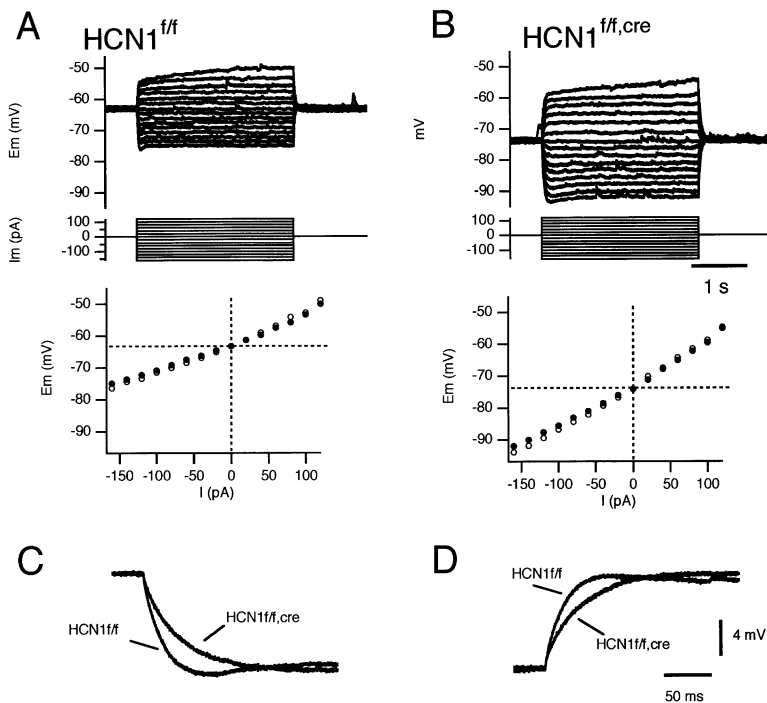 A
HCN1f/f
-50
-60
-70
-80
-90
Em (mV)
100
0
-100
Im (pA)
-50
-60
-70
-80
-90
Em (mV)
-150 -100 -50 0 50 100
I (pA)
B
HCN1f/f,cre
-50
-60
-70
-80
-90
mV
100
0
-100
1 s
-50
-60
-70
-80
-90
Em (mV)
-150 -100 -50 0 50 100
I (pA)
C
HCN1f/f,cre
HCN1f/f
D
HCN1f/f
HCN1f/f,cre
4 mV
50 ms